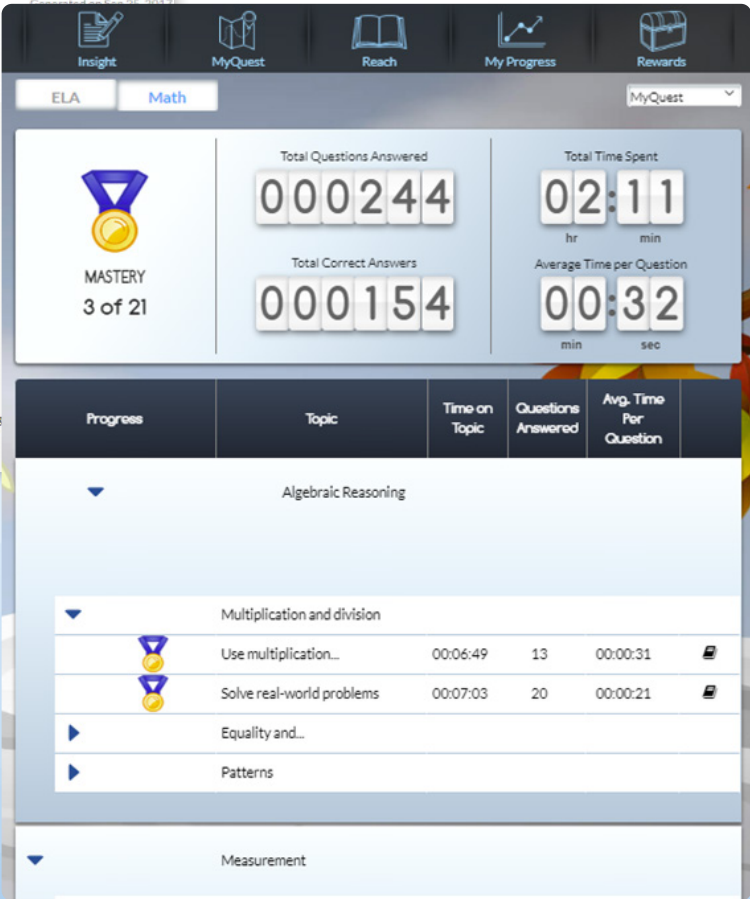 Insight MyQuest Reach My Progress Rewards
ELA Math MyQuest
Total Questions Answered Total Time Spent
000244 02:11
hr min
Total Correct Answers Average Time per Question
MASTERY
3 of 21
000154 00:32
min sec
Progress Topic Time on Topic Questions Answered Avg. Time Per Question
Algebraic Reasoning
Multiplication and division
Use multiplication... 00:06:49 13 00:00:31
Solve real-world problems 00:07:03 20 00:00:21
Equality and...
Patterns
Measurement